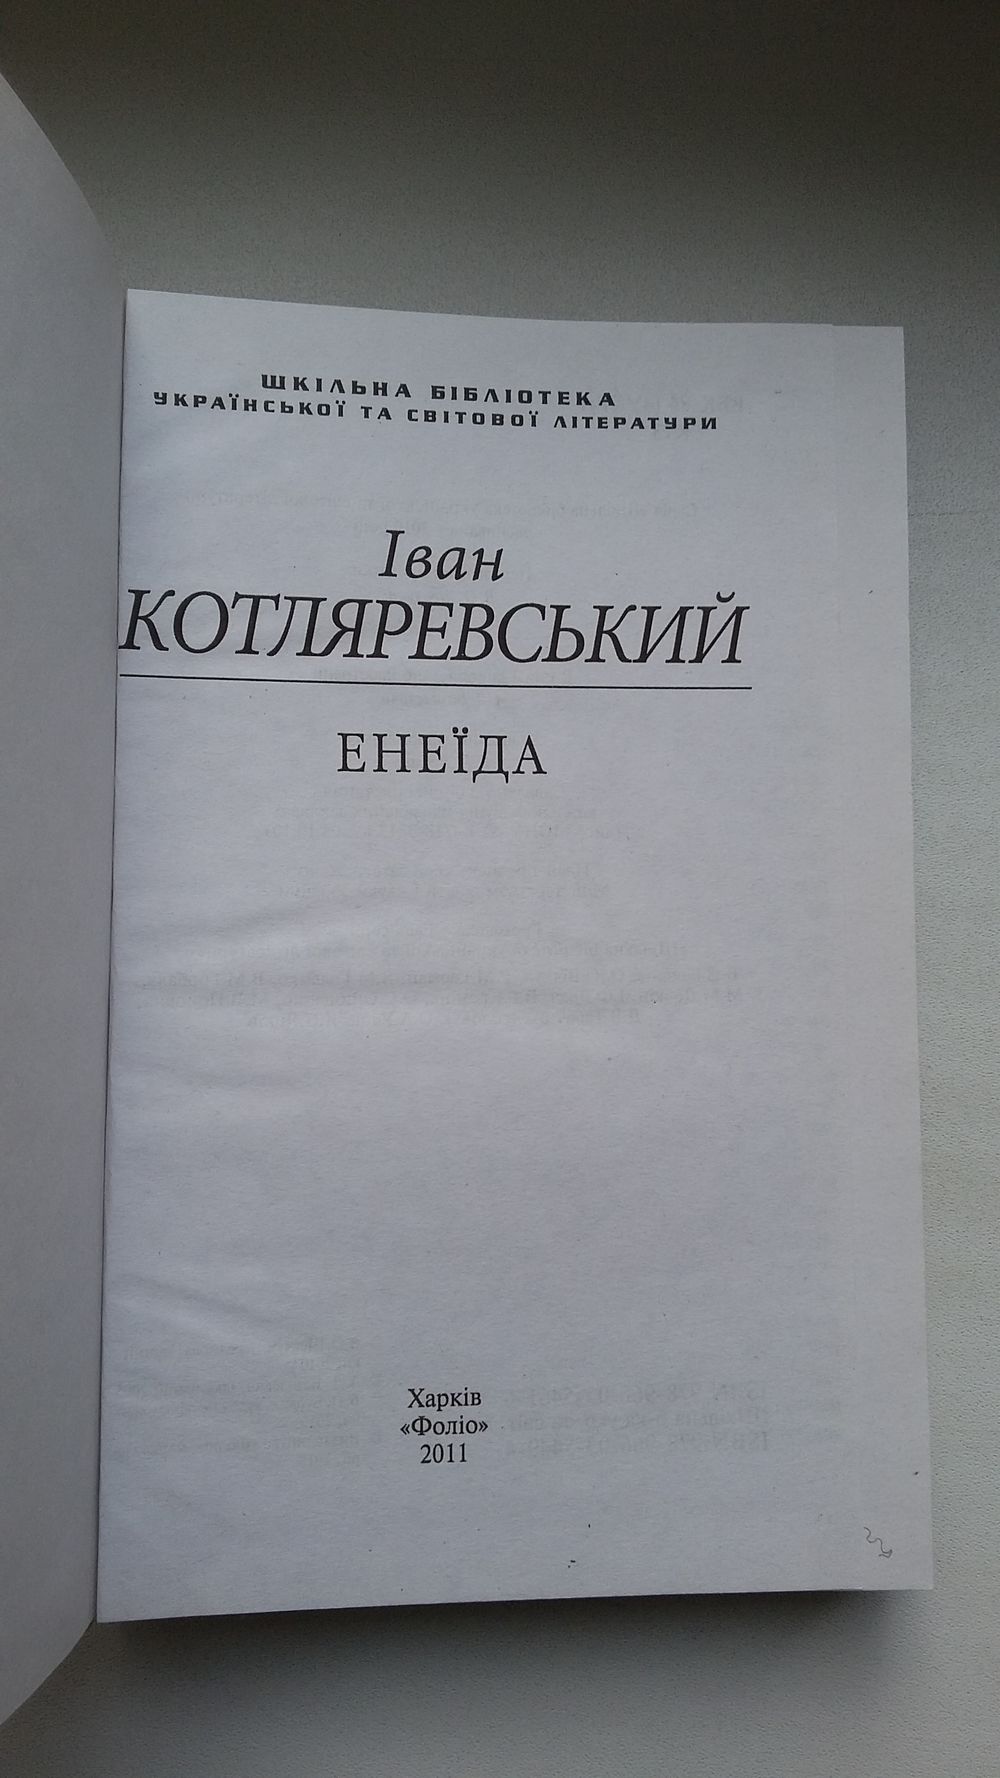 ШКІЛЬНА БІБЛІОТЕКА
УКРАЇНСЬКОЇ ТА СВІТОВОЇ ЛІТЕРАТУРИ
Іван
КОТЛЯРЕВСЬКИЙ
ЕНЕЇДА
Харків
«Фоліо»
2011